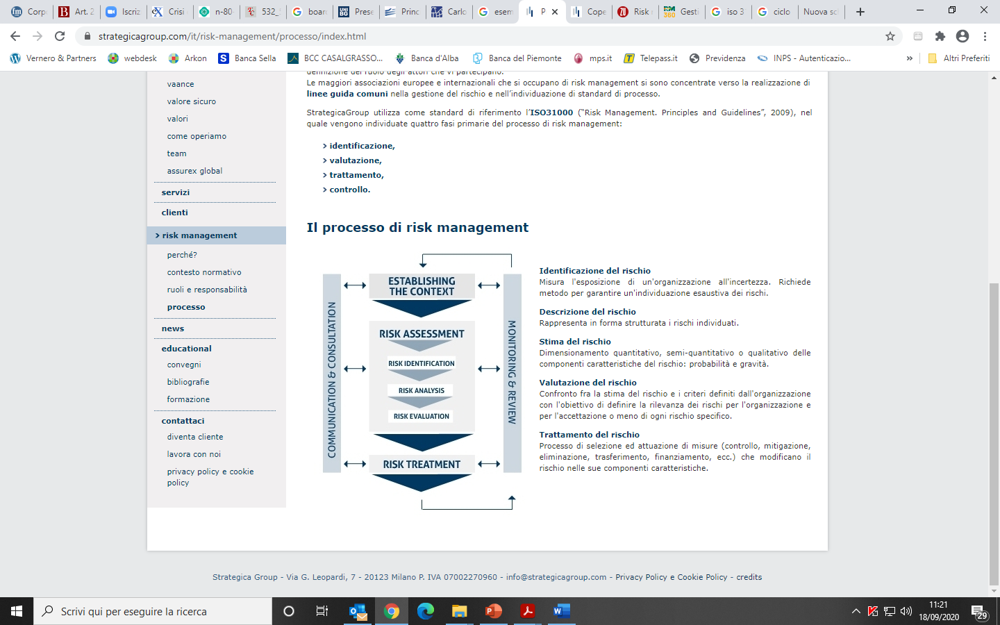 Corp
Art. 2
Iscriz
Crisi
n-80
532_
board
Prese
Princ
Carlo
esem
P
Cope
Risk
Gesti
iso 3
ciclo
Nuova sc
strategicagroup.com/it/risk-management/processo/index.html
Vernero & Partners
webdesk
Arkon
Banca Sella
BCC CASALGRASSO...
Banca d'Alba
Banca del Piemonte
mps.it
Telepass.it
Previdenza
INPS - Autenticazio...
»
Altri Preferiti
vaance
valore sicuro
valori
come operiamo
team
assurex global
servizi
clienti
> risk management
perché?
contesto normativo
ruoli e responsabilità
processo
news
educational
convegni
bibliografie
formazione
contattaci
diventa cliente
lavora con noi
privacy policy e cookie
policy
definizione del ruolo degli attori che vi partecipano.
Le maggiori associazioni europee e internazionali che si occupano di risk management si sono concentrate verso la realizzazione di
linee guida comuni nella gestione del rischio e nell'individuazione di standard di processo.
StrategicaGroup utilizza come standard di riferimento l'ISO31000 ("Risk Management. Principles and Guidelines", 2009), nel
quale vengono individuate quattro fasi primarie del processo di risk management:
> identificazione,
> valutazione,
> trattamento,
> controllo.
Il processo di risk management
COMMUNICATION & CONSULTATION
ESTABLISHING
THE CONTEXT
RISK ASSESSMENT
RISK IDENTIFICATION
RISK ANALYSIS
RISK EVALUATION
RISK TREATMENT
MONITORING & REVIEW
Identificazione del rischio
Misura l'esposizione di un'organizzazione all'incertezza. Richiede
metodo per garantire un'individuazione esaustiva dei rischi.
Descrizione del rischio
Rappresenta in forma strutturata i rischi individuati.
Stima del rischio
Dimensionamento quantitativo, semi-quantitativo o qualitativo delle
componenti caratteristiche del rischio: probabilità e gravità.
Valutazione del rischio
Confronto fra la stima del rischio e i criteri definiti dall'organizzazione
con l'obiettivo di definire la rilevanza dei rischi per l'organizzazione e
per l'accettazione o meno di ogni rischio specifico.
Trattamento del rischio
Processo di selezione ed attuazione di misure (controllo, mitigazione,
eliminazione, trasferimento, finanziamento, ecc.) che modificano il
rischio nelle sue componenti caratteristiche.
Strategica Group - Via G. Leopardi, 7 - 20123 Milano P. IVA 07002270960 - info@strategicagroup.com - Privacy Policy e Cookie Policy - credits
Scrivi qui per eseguire la ricerca
11:21
18/09/2020
29